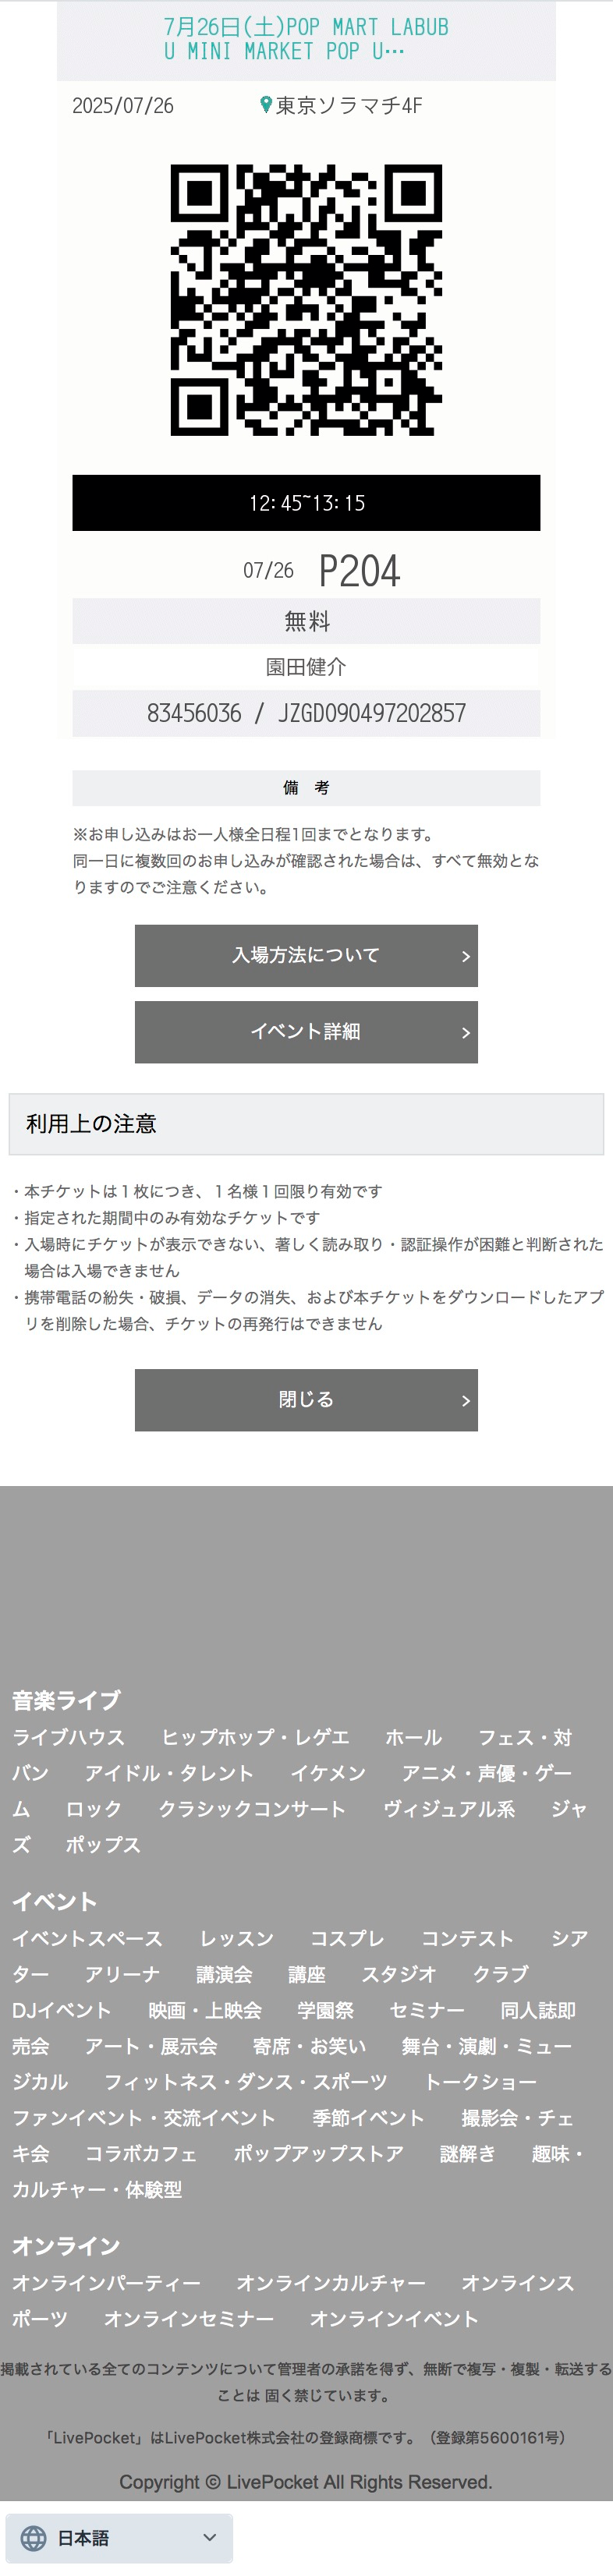 7月26日(土)POP MART LABUB
U MINI MARKET POP U…
2025/07/26 東京ソラマチ4F
12:45~13:15
07/26 P204
無料
園田健介
83456036 / JZGD090497202857
備 考
※お申し込みはお一人様全日程1回までとなります。
同一日に複数回のお申し込みが確認された場合は、すべて無効とな
りますのでご注意ください。
入場方法について
イベント詳細
利用上の注意
・本チケットは１枚につき、１名様１回限り有効です
・指定された期間中のみ有効なチケットです
・入場時にチケットが表示できない、著しく読み取り・認証操作が困難と判断された
場合は入場できません
・携帯電話の紛失・破損、データの消失、および本チケットをダウンロードしたアプ
リを削除した場合、チケットの再発行はできません
閉じる
音楽ライブ
ライブハウス ヒップホップ・レゲエ ホール フェス・対
バン アイドル・タレント イケメン アニメ・声優・ゲー
ム ロック クラシックコンサート ヴィジュアル系 ジャ
ズ ポップス
イベント
イベントスペース レッスン コスプレ コンテスト シア
ター アリーナ 講演会 講座 スタジオ クラブ
DJイベント 映画・上映会 学園祭 セミナー 同人誌即
売会 アート・展示会 寄席・お笑い 舞台・演劇・ミュー
ジカル フィットネス・ダンス・スポーツ トークショー
ファンイベント・交流イベント 季節イベント 撮影会・チェ
キ会 コラボカフェ ポップアップストア 謎解き 趣味・
カルチャー・体験型
オンライン
オンラインパーティー オンラインカルチャー オンラインス
ポーツ オンラインセミナー オンラインイベント
掲載されている全てのコンテンツについて管理者の承諾を得ず、無断で複写・複製・転送する
ことは 固く禁じています。
「LivePocket」はLivePocket株式会社の登録商標です。（登録第5600161号）
Copyright © LivePocket All Rights Reserved.
日本語